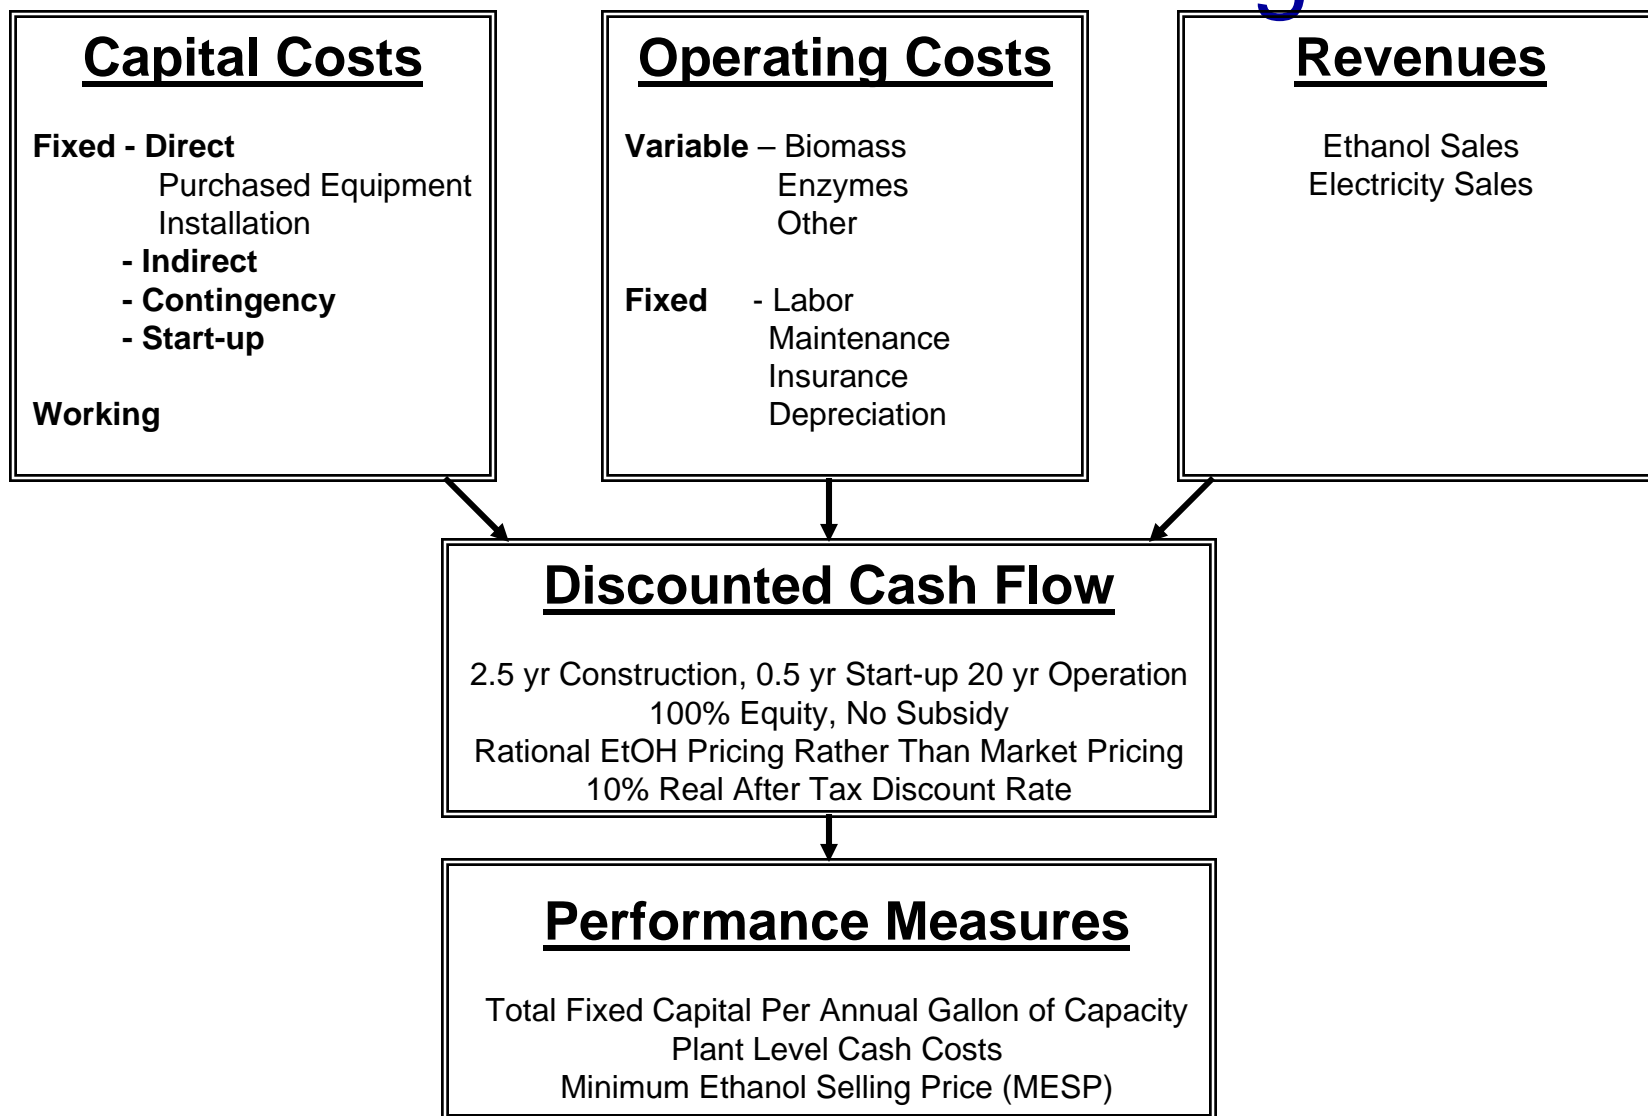 Capital Costs
Fixed - Direct
Purchased Equipment
Installation
- Indirect
- Contingency
- Start-up
Working
Operating Costs
Variable – Biomass
Enzymes
Other
Fixed - Labor
Maintenance
Insurance
Depreciation
Revenues
Ethanol Sales
Electricity Sales
Discounted Cash Flow
2.5 yr Construction, 0.5 yr Start-up 20 yr Operation
100% Equity, No Subsidy
Rational EtOH Pricing Rather Than Market Pricing
10% Real After Tax Discount Rate
Performance Measures
Total Fixed Capital Per Annual Gallon of Capacity
Plant Level Cash Costs
Minimum Ethanol Selling Price (MESP)